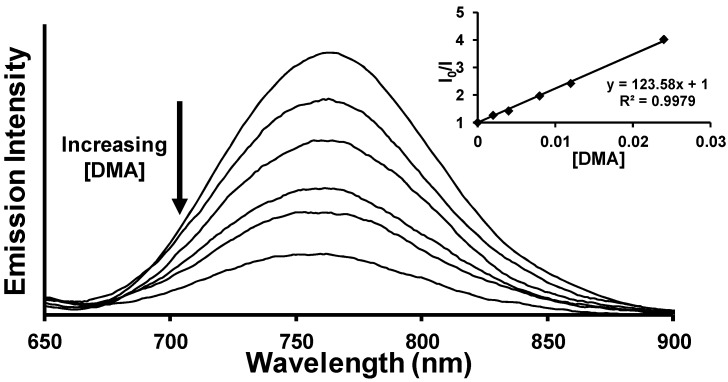 Emission Intensity
Increasing
[DMA]
650
700
750
800
850
900
Wavelength (nm)
I0/I
5
4
3
2
1
0
0.01
0.02
0.03
[DMA]
y = 123.58x + 1
R² = 0.9979